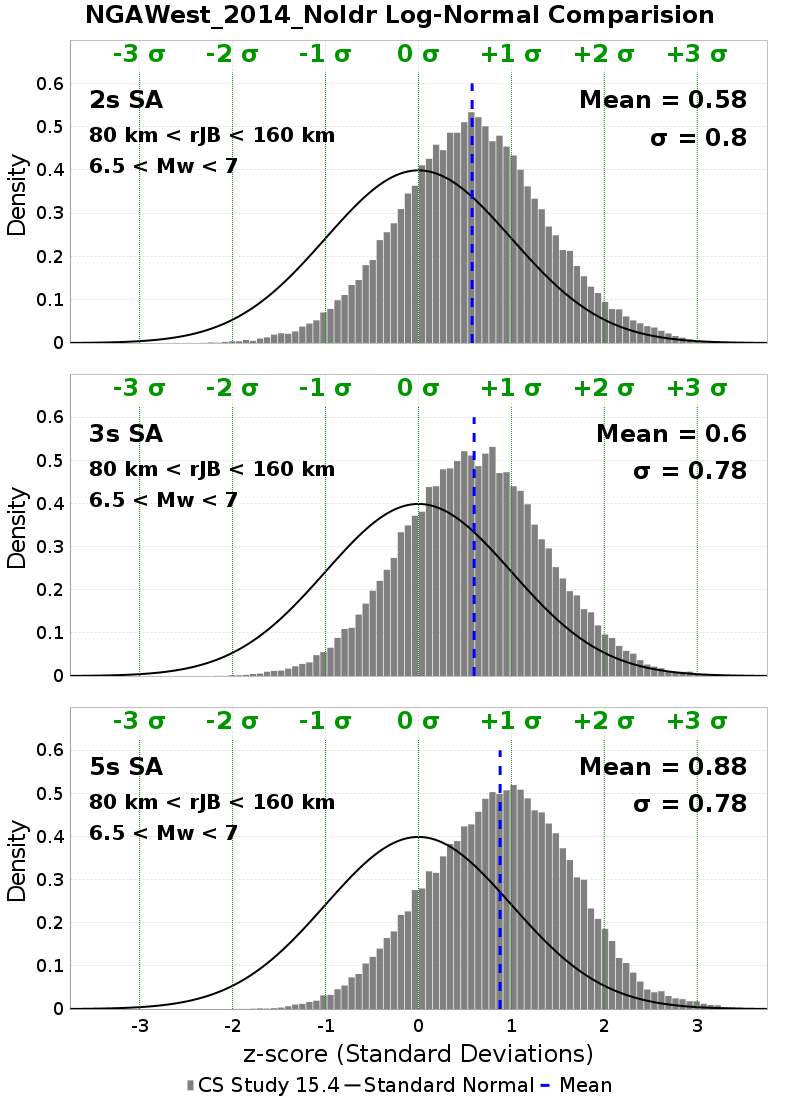 NGAWest_2014_NoIdr Log-Normal Comparision
-3 σ -2 σ -1 σ 0 σ +1 σ +2 σ +3 σ
2s SA
Mean = 0.58
80 km < rJB < 160 km
σ = 0.8
6.5 < Mw < 7
Density
0.6
0.5
0.4
0.3
0.2
0.1
0
-3 σ -2 σ -1 σ 0 σ +1 σ +2 σ +3 σ
3s SA
Mean = 0.6
80 km < rJB < 160 km
σ = 0.78
6.5 < Mw < 7
Density
0.6
0.5
0.4
0.3
0.2
0.1
0
-3 σ -2 σ -1 σ 0 σ +1 σ +2 σ +3 σ
5s SA
Mean = 0.88
80 km < rJB < 160 km
σ = 0.78
6.5 < Mw < 7
Density
0.6
0.5
0.4
0.3
0.2
0.1
0
-3 -2 -1 0 1 2 3
z-score (Standard Deviations)
CS Study 15.4 Standard Normal Mean